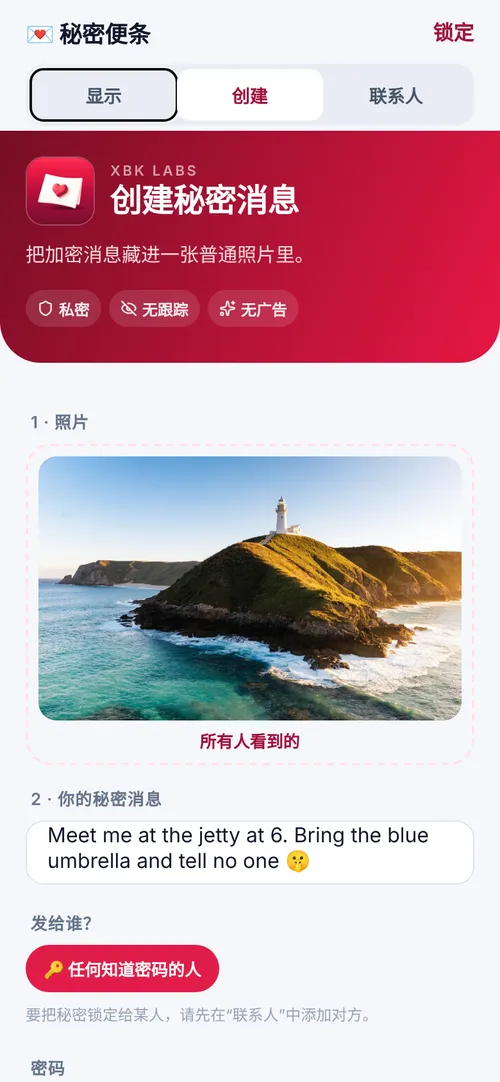 💌 秘密便条
锁定
显示
创建
联系人
XBK LABS
创建秘密消息
把加密消息藏进一张普通照片里。
私密
无跟踪
无广告
1 · 照片
所有人看到的
2 · 你的秘密消息
Meet me at the jetty at 6. Bring the blue
umbrella and tell no one 🤫
发给谁？
🔑 任何知道密码的人
要把秘密锁定给某人，请先在“联系人”中添加对方。
密码